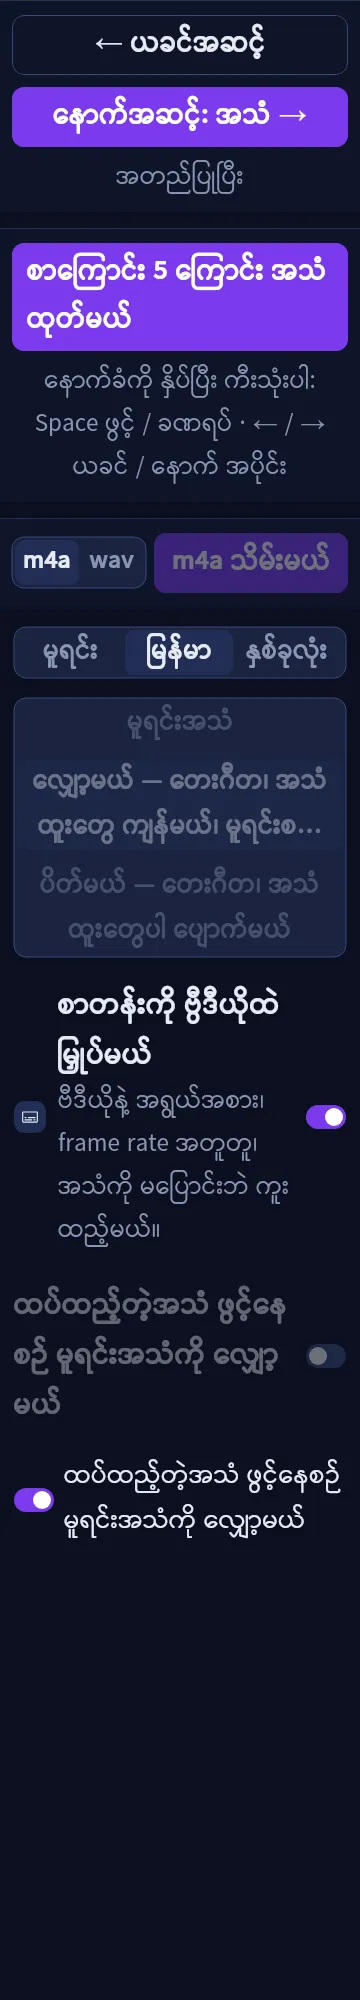 ← ယခင်အဆင့်
နောက်အဆင့်: အသံ →
အတည်ပြုပြီး
စာကြောင်း 5 ကြောင်း အသံ
ထုတ်မယ်
နောက်ခံကို နှိပ်ပြီး ကီးသုံးပါ:
Space ဖွင့် / ခဏရပ် · ← / →
ယခင် / နောက် အပိုင်း
m4a wav m4a သိမ်းမယ်
မူရင်း မြန်မာ နှစ်ခုလုံး
မူရင်းအသံ
လျှော့မယ် — တေးဂီတ၊ အသံ
ထူးတွေ ကျန်မယ်၊ မူရင်းစ…
ပိတ်မယ် — တေးဂီတ၊ အသံ
ထူးတွေပါ ပျောက်မယ်
စာတန်းကို ဗွီဒီယိုထဲ
မြှုပ်မယ်
ဗီဒီယိုနဲ့ အရွယ်အစား၊
frame rate အတူတူ၊
အသံကို မပြောင်းဘဲ ကူး
ထည့်မယ်။
ထပ်ထည့်တဲ့အသံ ဖွင့်နေ
စဉ် မူရင်းအသံကို လျှော့
မယ်
ထပ်ထည့်တဲ့အသံ ဖွင့်နေစဉ်
မူရင်းအသံကို လျှော့မယ်